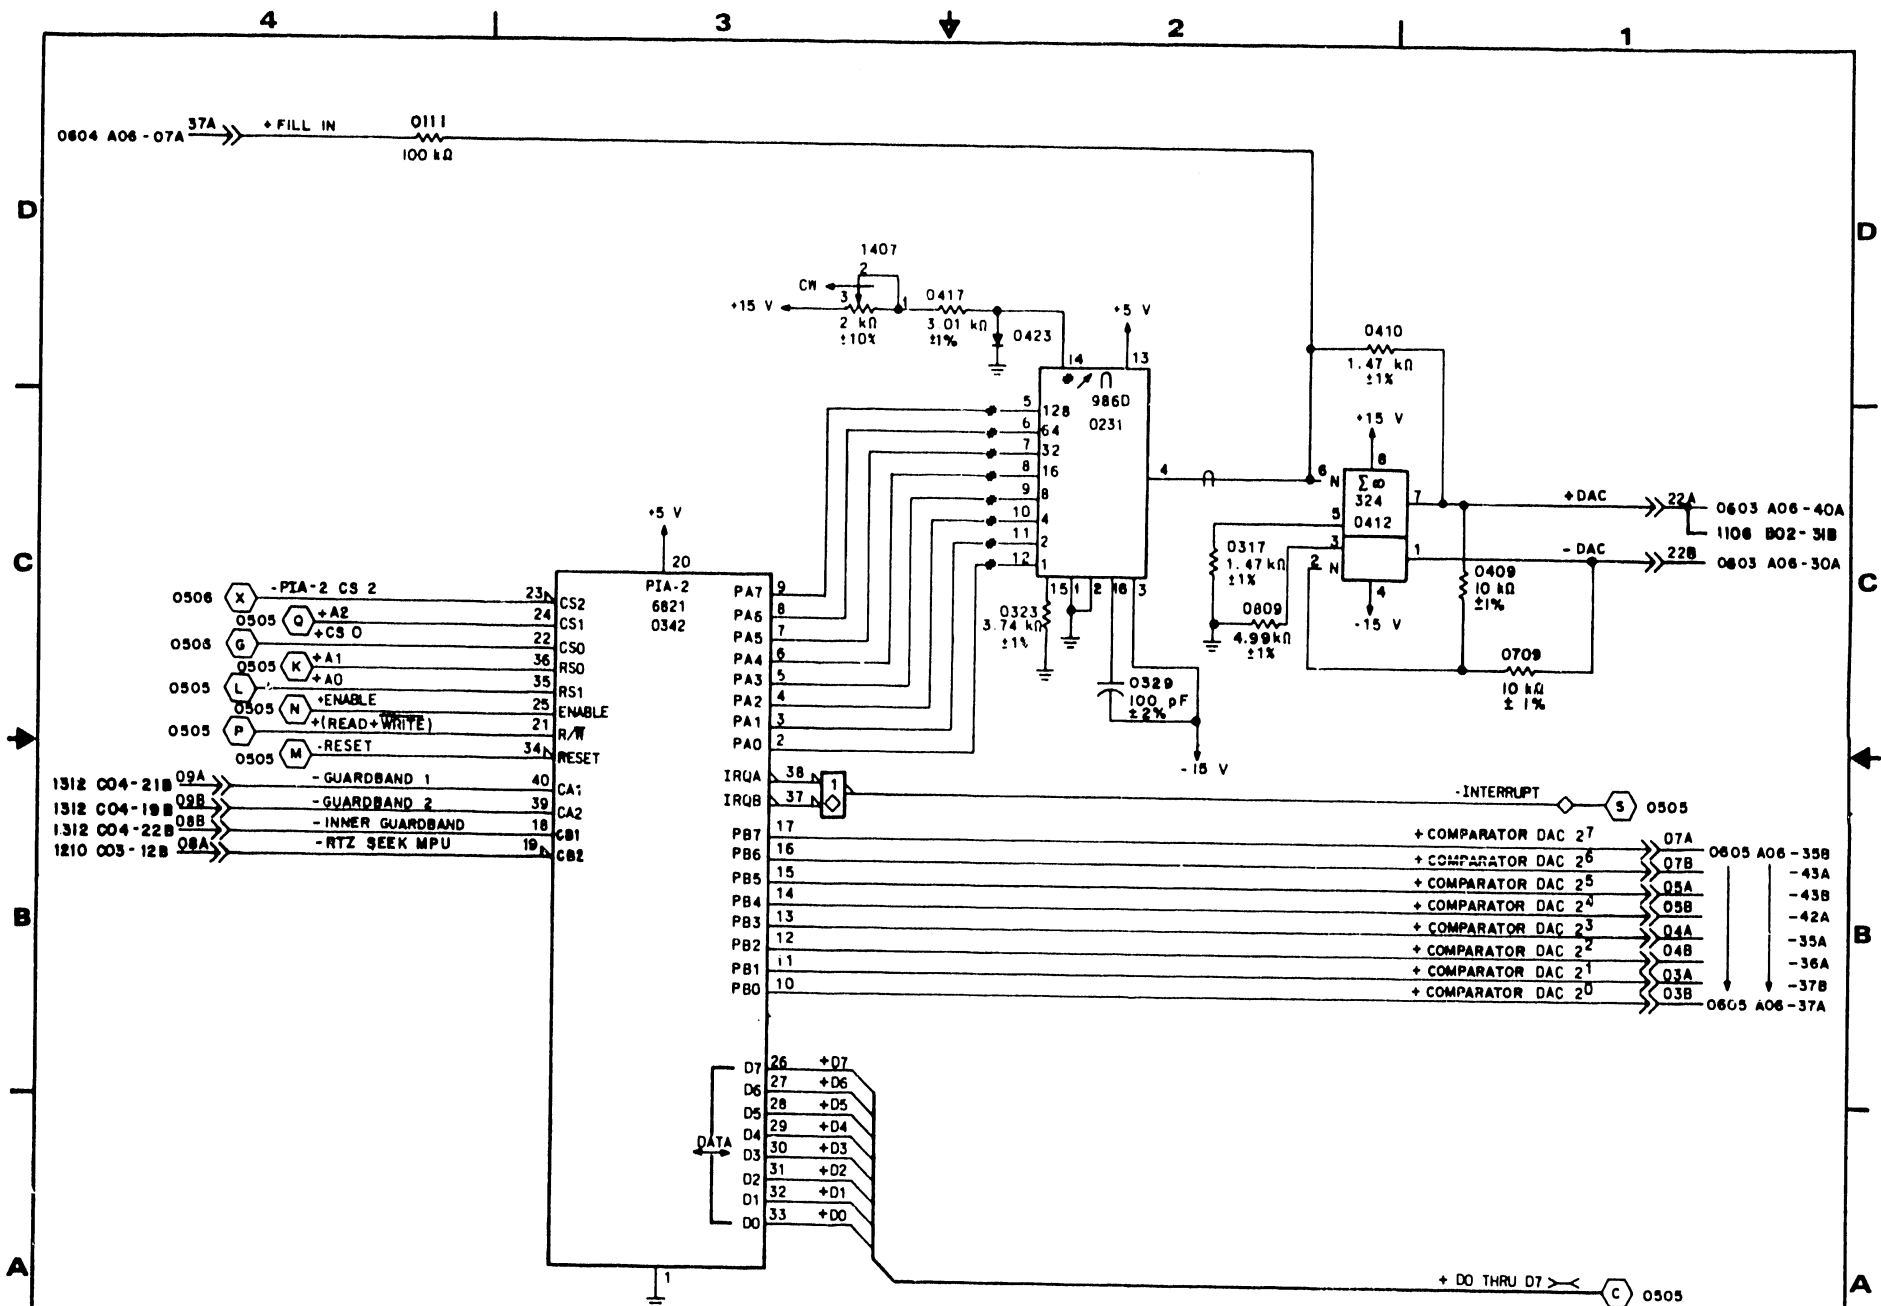 4 3 2 1
0604 A06-07A 37A + FILL IN 0111
100 kΩ
D D
1407
2
CW
+15 V 3 1 0417
2 kΩ 3.01 kΩ 0423
±10% ±1%
+5 V
14 13
986D
0231
5 128
6 64
7 32
8 16
9 8
10 4
11 2
12 1
4
15 1 2 16 3
0323
3.74 kΩ
±1%
0329
100 pF
±2%
-15 V
0410
1.47 kΩ
±1%
+15 V
8
6 N Σ∞
324
0412
7
5
3
2 N
1
4
-15 V
0317
1.47 kΩ
±1%
0809
4.99kΩ
±1%
0409
10 kΩ
±1%
0709
10 kΩ
± 1%
+DAC 22A 0603 A06-40A
1106 B02-31B
-DAC 22B 0603 A06-30A
C C
+5 V
20
PIA-2
6821
0342
0506 X -PIA-2 CS 2 23 CS2
0505 Q +A2 24 CS1
0506 G +CS 0 22 CS0
0505 K +A1 36 RS0
0505 L +A0 35 RS1
0505 N +ENABLE 25 ENABLE
0505 P +(READ+WRITE) 21 R/W
0505 M -RESET 34 RESET
1312 C04-21B 09A -GUARDBAND 1 40 CA1
1312 C04-19B 09B -GUARDBAND 2 39 CA2
1312 C04-22B 08B -INNER GUARDBAND 18 CB1
1210 C03-12B 08A -RTZ SEEK MPU 19 CB2
PA7 9
PA6 8
PA5 7
PA4 6
PA3 5
PA2 4
PA1 3
PA0 2
IRQA 38
IRQB 37
1
-INTERRUPT S 0505
PB7 17 + COMPARATOR DAC 2⁷ 07A 0605 A06-35B
PB6 16 + COMPARATOR DAC 2⁶ 07B -43A
PB5 15 + COMPARATOR DAC 2⁵ 05A -43B
PB4 14 + COMPARATOR DAC 2⁴ 05B -42A
PB3 13 + COMPARATOR DAC 2³ 04A -35A
PB2 12 + COMPARATOR DAC 2² 04B -36A
PB1 11 + COMPARATOR DAC 2¹ 03A -37B
PB0 10 + COMPARATOR DAC 2⁰ 03B 0605 A06-37A
B B
DATA
D7 26 +D7
D6 27 +D6
D5 28 +D5
D4 29 +D4
D3 30 +D3
D2 31 +D2
D1 32 +D1
D0 33 +D0
1
+ D0 THRU D7 C 0505
A A